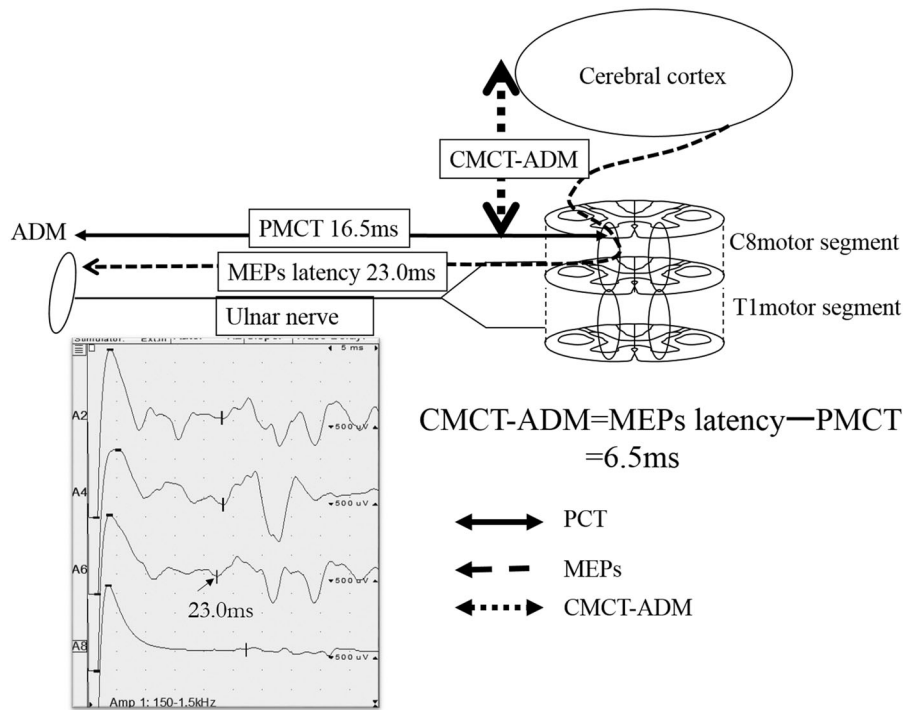 Cerebral cortex
CMCT-ADM
ADM
PMCT 16.5ms
C8motor segment
MEPs latency 23.0ms
Ulnar nerve
T1motor segment
5 ms
A2
500 uV
A4
500 uV
A6
500 uV
23.0ms
A8
500 uV
Amp 1: 150-1.5kHz
CMCT-ADM=MEPs latency—PMCT
=6.5ms
PCT
MEPs
CMCT-ADM